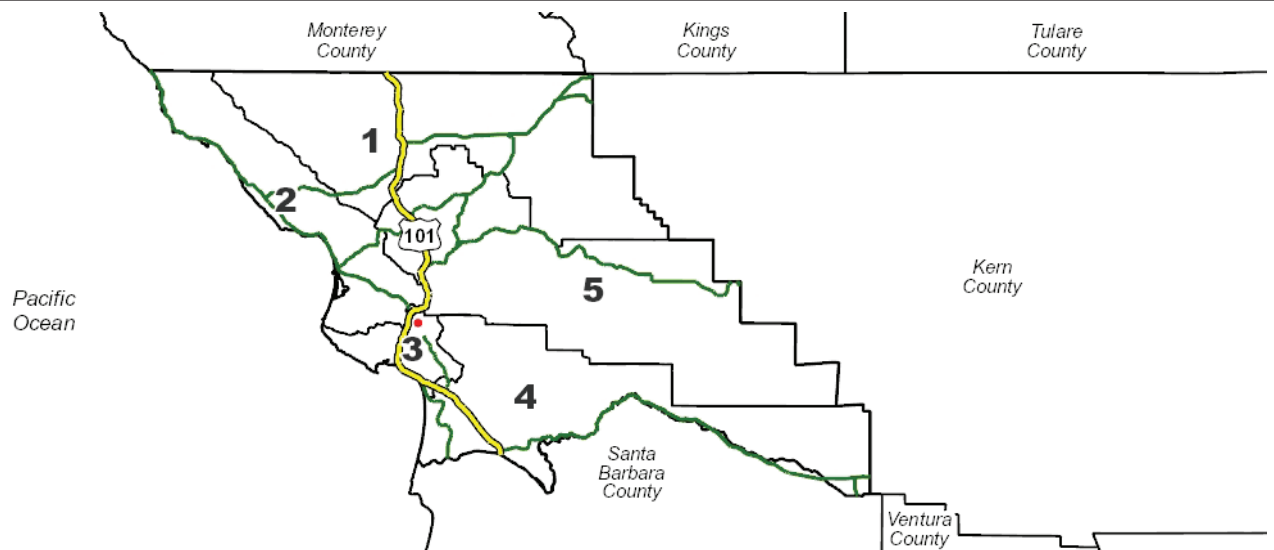 Monterey
County
Kings
County
Tulare
County
1
2
101
Pacific
Ocean
5
Kern
County
3
4
Santa
Barbara
County
Ventura
County